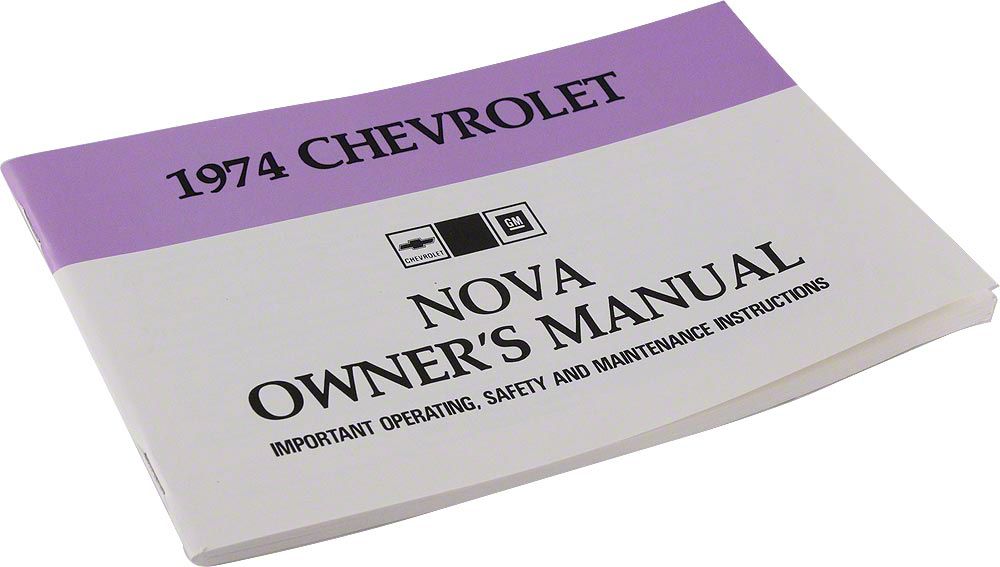 1974 CHEVROLET
CHEVROLET GM
NOVA
OWNER'S MANUAL
IMPORTANT OPERATING, SAFETY AND MAINTENANCE INSTRUCTIONS